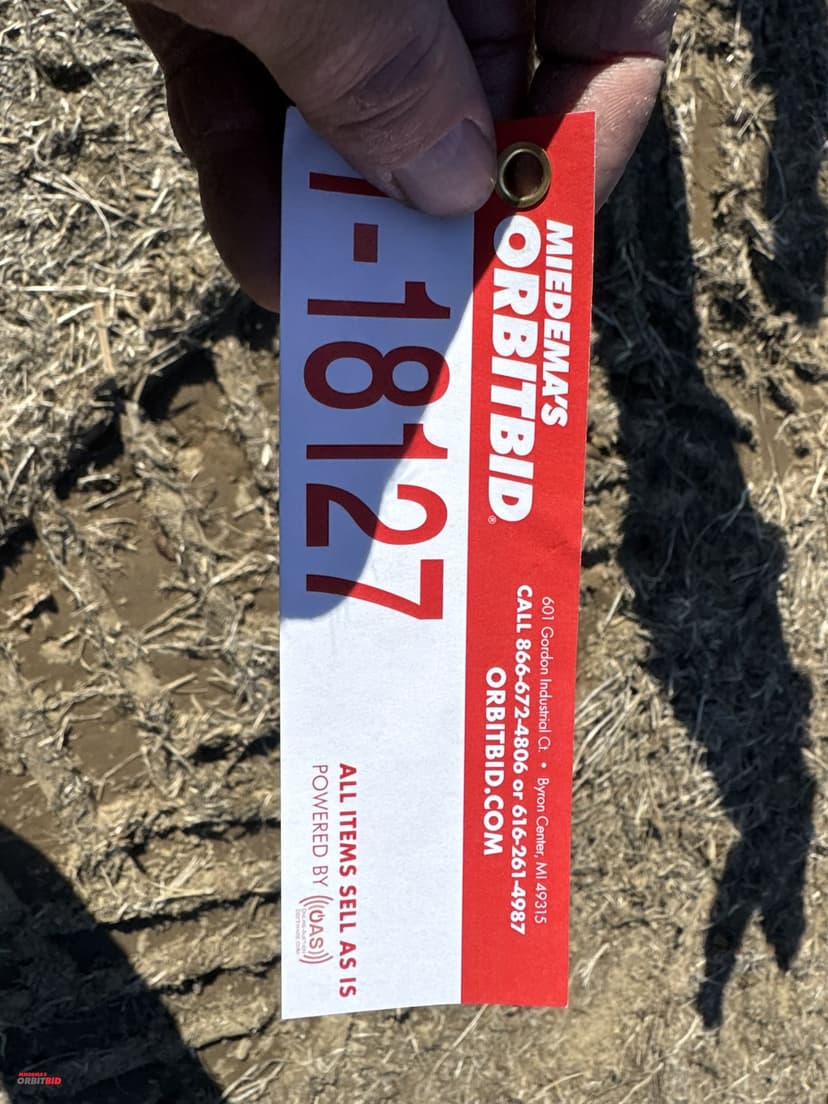 MIEDEMA'S
ORBITBID®
601 Gordon Industrial Ct. • Byron Center, MI 49315
CALL 866-672-4806 or 616-261-4987
ORBITBID.COM
-18127
ALL ITEMS SELL AS IS
POWERED BY (((OAS)))
MIEDEMA'S
ORBITBID